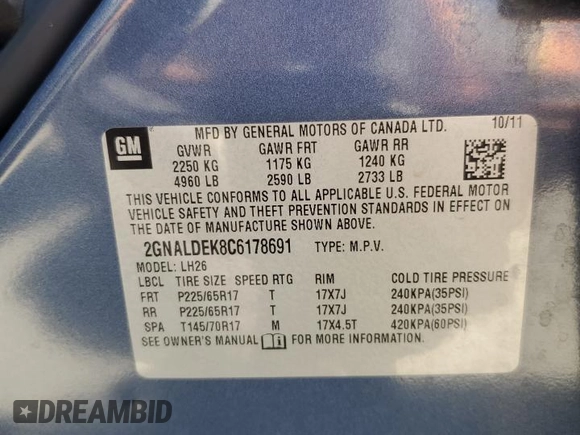 GM
MFD BY GENERAL MOTORS OF CANADA LTD. 10/11
GVWR GAWR FRT GAWR RR
2250 KG 1175 KG 1240 KG
4960 LB 2590 LB 2733 LB
THIS VEHICLE CONFORMS TO ALL APPLICABLE U.S. FEDERAL MOTOR
VEHICLE SAFETY AND THEFT PREVENTION STANDARDS IN EFFECT ON
THE DATE OF MANUFACTURE SHOWN ABOVE.
2GNALDEK8C6178691 TYPE: M.P.V.
MODEL: LH26
LBCL TIRE SIZE SPEED RTG RIM COLD TIRE PRESSURE
FRT P225/65R17 T 17X7J 240KPA(35PSI)
RR P225/65R17 T 17X7J 240KPA(35PSI)
SPA T145/70R17 M 17X4.5T 420KPA(60PSI)
SEE OWNER'S MANUAL FOR MORE INFORMATION.
DREAMBID